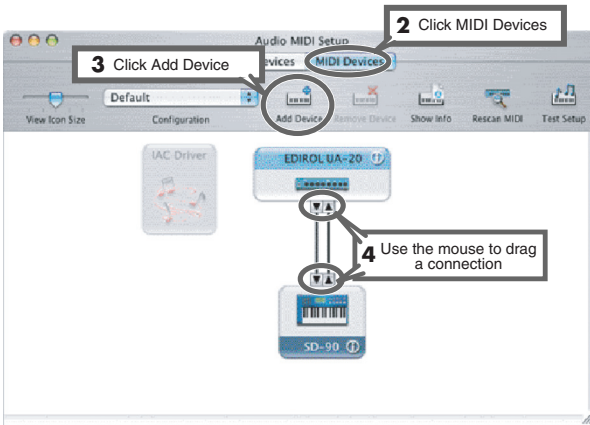 2 Click MIDI Devices
Audio MIDI Setup
3 Click Add Device
evices
MIDI Devices
Default
View Icon Size
Configuration
Add Device
Remove Device
Show Info
Rescan MIDI
Test Setup
IAC Driver
EDIROL UA-20
4 Use the mouse to drag
a connection
SD-90